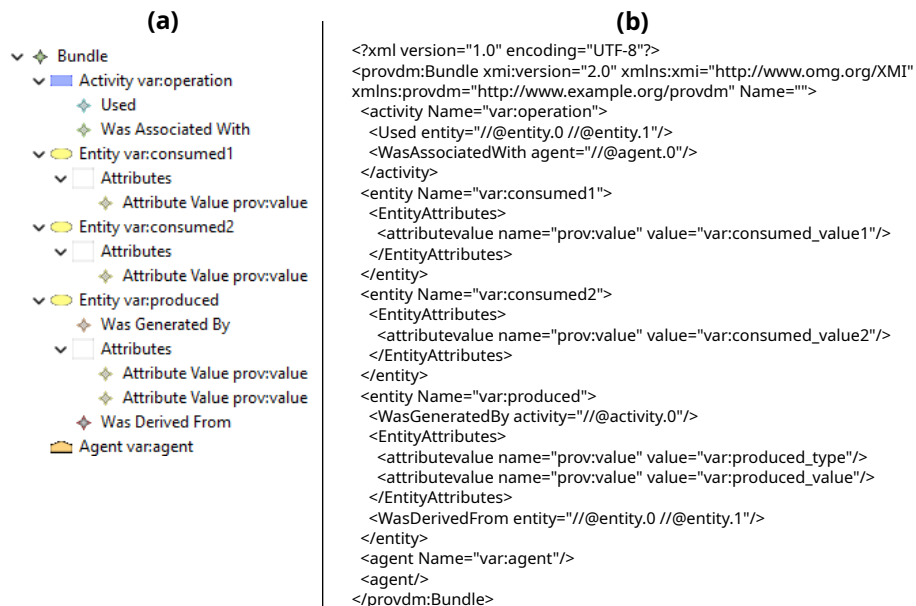 (a)
Bundle
Activity var:operation
Used
Was Associated With
Entity var:consumed1
Attributes
Attribute Value prov:value
Entity var:consumed2
Attributes
Attribute Value prov:value
Entity var:produced
Was Generated By
Attributes
Attribute Value prov:value
Attribute Value prov:value
Was Derived From
Agent var:agent
(b)
<?xml version="1.0" encoding="UTF-8"?>
<provdm:Bundle xmi:version="2.0" xmlns:xmi="http://www.omg.org/XMI"
xmlns:provdm="http://www.example.org/provdm" Name="">
<activity Name="var:operation">
<Used entity="//@entity.0 //@entity.1"/>
<WasAssociatedWith agent="//@agent.0"/>
</activity>
<entity Name="var:consumed1">
<EntityAttributes>
<attributevalue name="prov:value" value="var:consumed_value1"/>
</EntityAttributes>
</entity>
<entity Name="var:consumed2">
<EntityAttributes>
<attributevalue name="prov:value" value="var:consumed_value2"/>
</EntityAttributes>
</entity>
<entity Name="var:produced">
<WasGeneratedBy activity="//@activity.0"/>
<EntityAttributes>
<attributevalue name="prov:value" value="var:produced_type"/>
<attributevalue name="prov:value" value="var:produced_value"/>
</EntityAttributes>
<WasDerivedFrom entity="//@entity.0 //@entity.1"/>
</entity>
<agent Name="var:agent"/>
<agent/>
</provdm:Bundle>